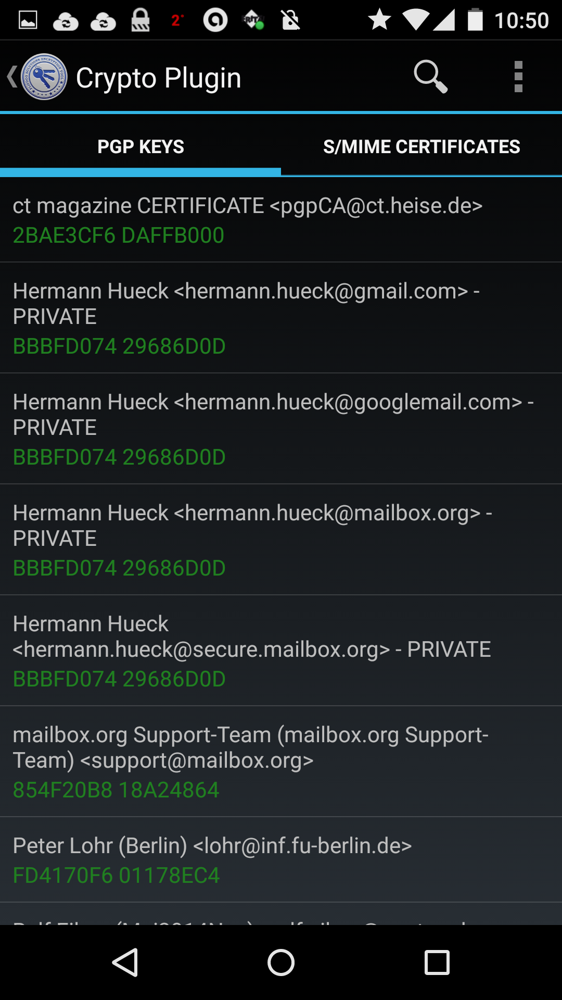 2°
10:50
Crypto Plugin
PGP KEYS
S/MIME CERTIFICATES
ct magazine CERTIFICATE <pgpCA@ct.heise.de>
2BAE3CF6 DAFFB000
Hermann Hueck <hermann.hueck@gmail.com> -
PRIVATE
BBBFD074 29686D0D
Hermann Hueck <hermann.hueck@googlemail.com> -
PRIVATE
BBBFD074 29686D0D
Hermann Hueck <hermann.hueck@mailbox.org> -
PRIVATE
BBBFD074 29686D0D
Hermann Hueck
<hermann.hueck@secure.mailbox.org> - PRIVATE
BBBFD074 29686D0D
mailbox.org Support-Team (mailbox.org Support-
Team) <support@mailbox.org>
854F20B8 18A24864
Peter Lohr (Berlin) <lohr@inf.fu-berlin.de>
FD4170F6 01178EC4